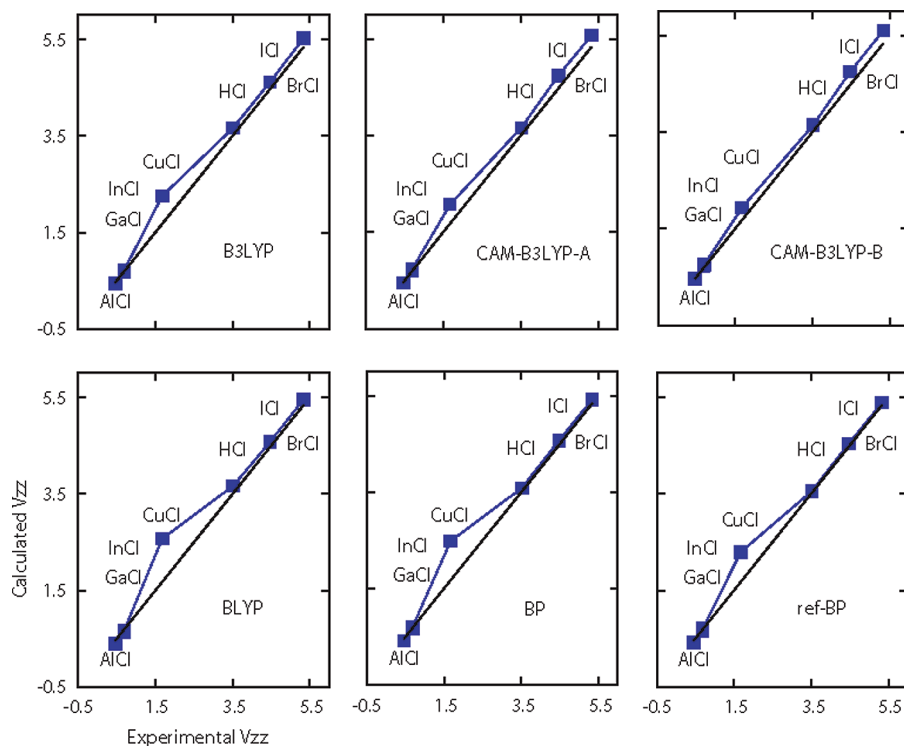 5.5
3.5
1.5
-0.5
ICl
BrCl
HCl
CuCl
InCl
GaCl
AlCl
B3LYP
ICl
BrCl
HCl
CuCl
InCl
GaCl
AlCl
CAM-B3LYP-A
ICl
BrCl
HCl
CuCl
InCl
GaCl
AlCl
CAM-B3LYP-B
Calculated Vzz
5.5
3.5
1.5
-0.5
ICl
BrCl
HCl
CuCl
InCl
GaCl
AlCl
BLYP
-0.5 1.5 3.5 5.5
ICl
BrCl
HCl
CuCl
InCl
GaCl
AlCl
BP
-0.5 1.5 3.5 5.5
ICl
BrCl
HCl
CuCl
InCl
GaCl
AlCl
ref-BP
-0.5 1.5 3.5 5.5
Experimental Vzz